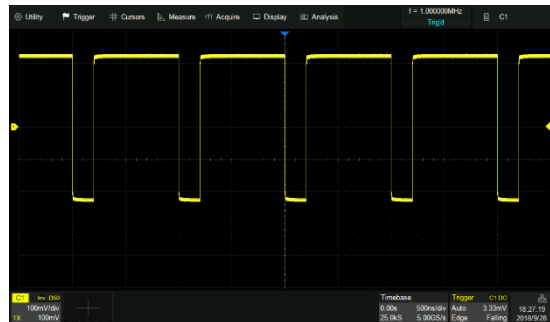 Utility Trigger Cursors Measure Acquire Display Analysis f = 1.000000MHz Trig'd C1
C1 Inv D50 Timebase Trigger C1 DC
100mV/div 0.00s 500ns/div Auto 3.33mV 18:27:19
1X 100mV 25.0kS 5.00GS/s Edge Falling 2018/9/28